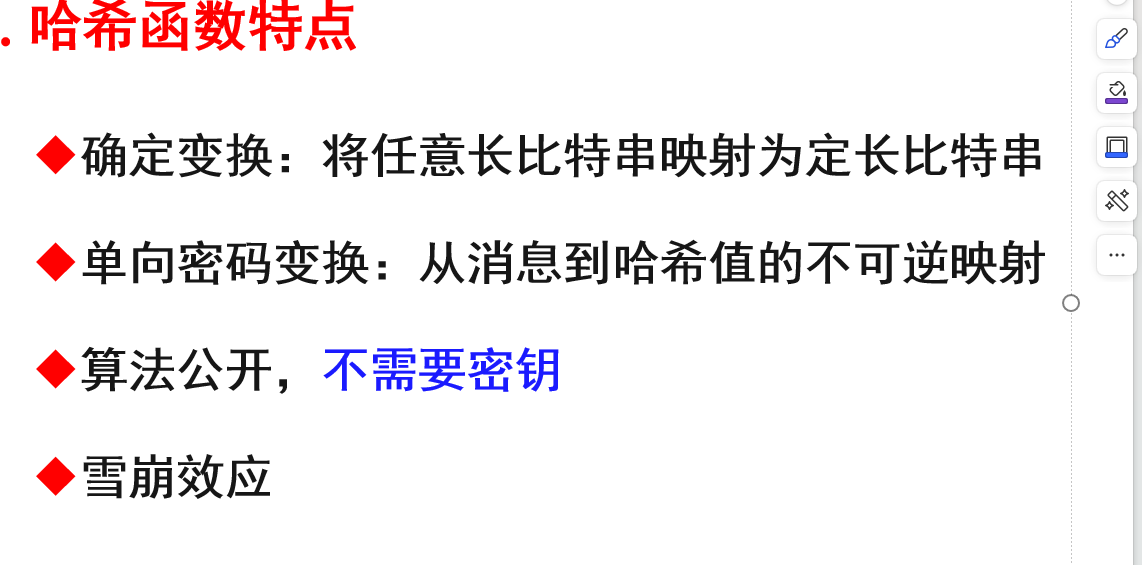 . 哈希函数特点
◆确定变换：将任意长比特串映射为定长比特串
◆单向密码变换：从消息到哈希值的不可逆映射
◆算法公开，不需要密钥
◆雪崩效应